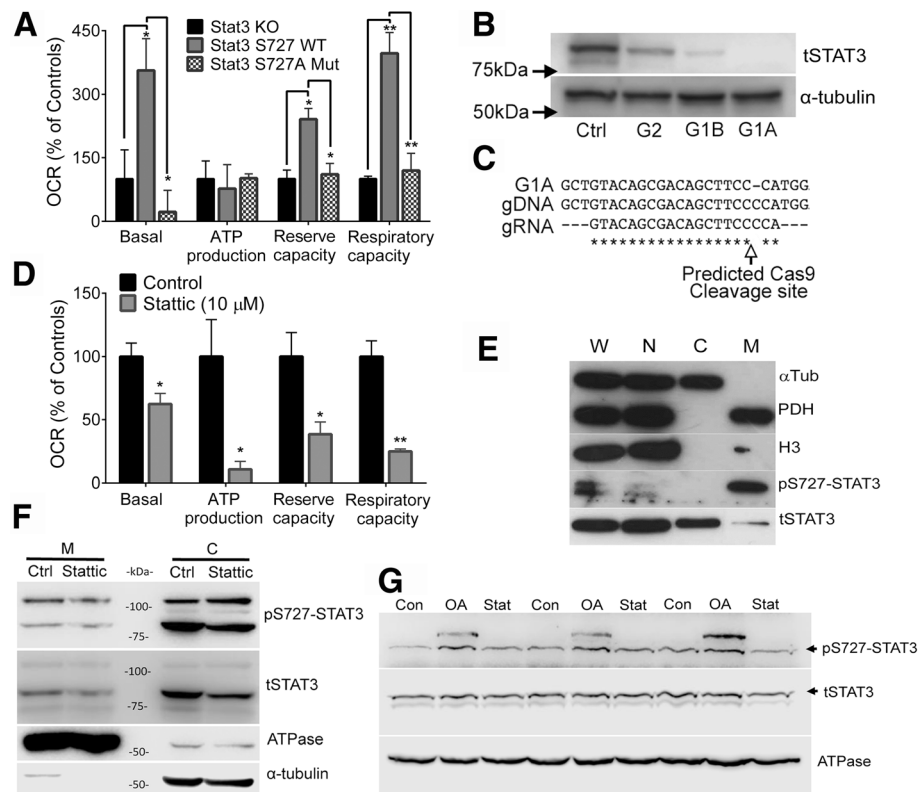 A
OCR (% of Controls)
450
300
150
0
Stat3 KO
Stat3 S727 WT
Stat3 S727A Mut
* * * * ** **
Basal
ATP production
Reserve capacity
Respiratory capacity
B
75kDa
50kDa
tSTAT3
α-tubulin
Ctrl G2 G1B G1A
C
G1A GCTGTACAGCGACAGCTTCC-CATGG
gDNA GCTGTACAGCGACAGCTTCCCCATGG
gRNA ---GTACAGCGACAGCTTCCCCA---
***************** **
Predicted Cas9
Cleavage site
D
OCR (% of Controls)
150
100
50
0
Control
Stattic (10 µM)
* * * **
Basal
ATP production
Reserve capacity
Respiratory capacity
E
W N C M
αTub
PDH
H3
pS727-STAT3
tSTAT3
F
M C
Ctrl Stattic -kDa- Ctrl Stattic
-100-
-75-
pS727-STAT3
-100-
-75-
tSTAT3
-50-
ATPase
-50-
α-tubulin
G
Con OA Stat Con OA Stat Con OA Stat
pS727-STAT3
tSTAT3
ATPase